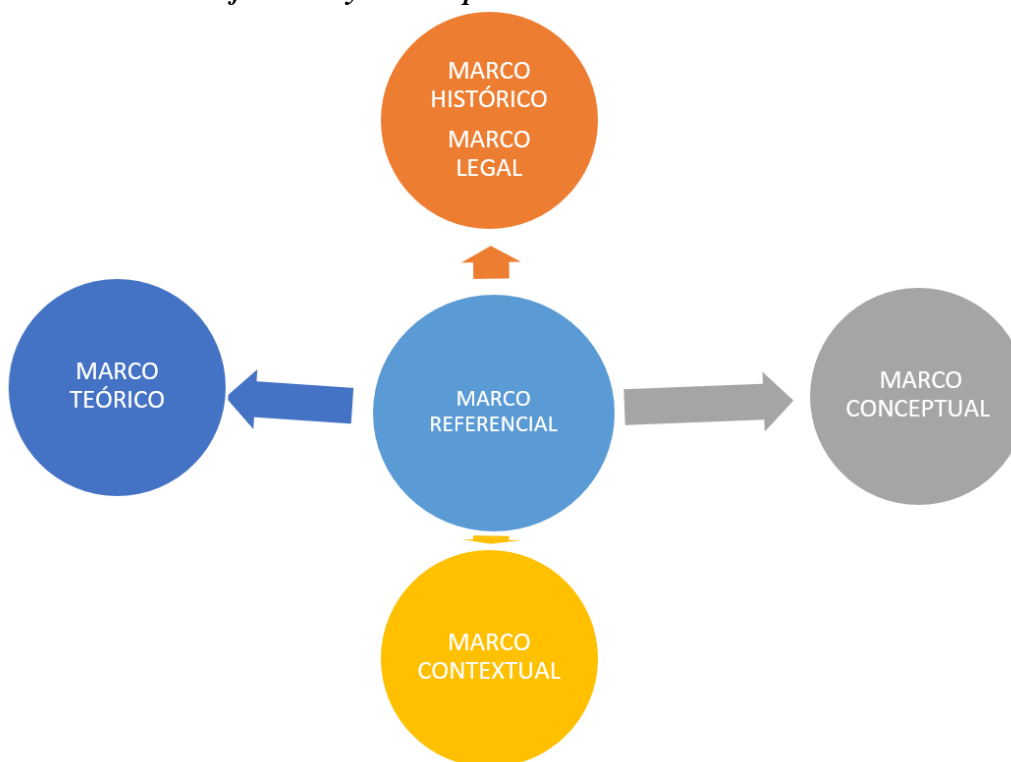 MARCO
HISTÓRICO
MARCO
LEGAL
MARCO
TEÓRICO
MARCO
REFERENCIAL
MARCO
CONCEPTUAL
MARCO
CONTEXTUAL